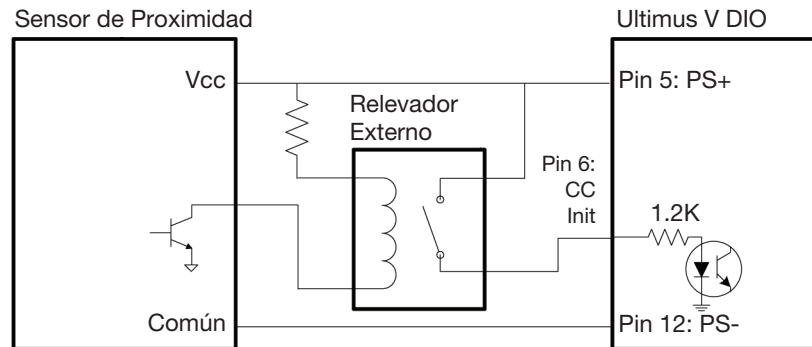 Sensor de Proximidad
Ultimus V DIO
Vcc
Pin 5: PS+
Relevador
Externo
Pin 6:
CC
Init
1.2K
Común
Pin 12: PS-